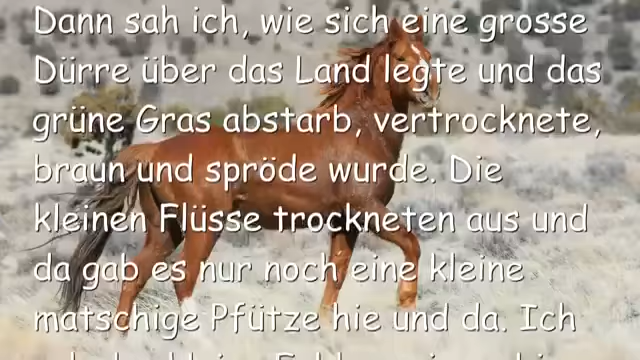 Dann sah ich, wie sich eine grosse
Dürre über das Land legte und das
grüne Gras abstarb, vertrocknete,
braun und spröde wurde. Die
kleinen Flüsse trockneten aus und
da gab es nur noch eine kleine
matschige Pfütze hie und da. Ich